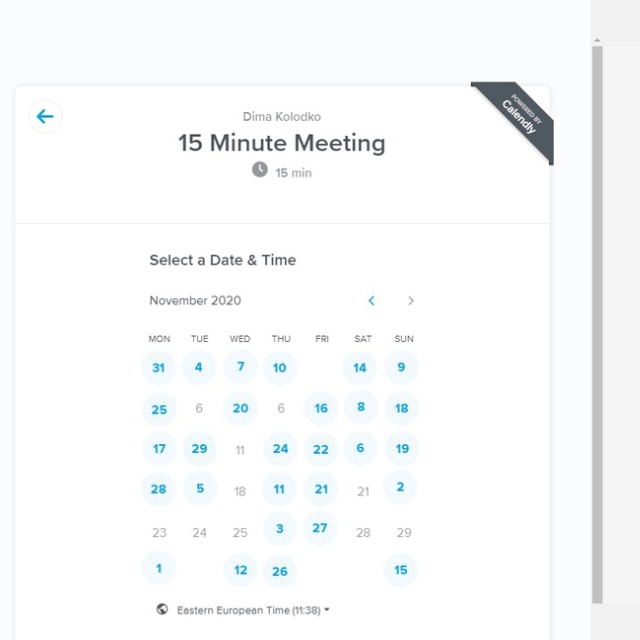 POWERED BY
Calendly
Dima Kolodko
15 Minute Meeting
15 min
Select a Date & Time
November 2020
MON TUE WED THU FRI SAT SUN
31 4 7 10 14 9
25 6 20 6 16 8 18
17 29 11 24 22 6 19
28 5 18 11 21 21 2
23 24 25 3 27 28 29
1 12 26 15
Eastern European Time (11:38)